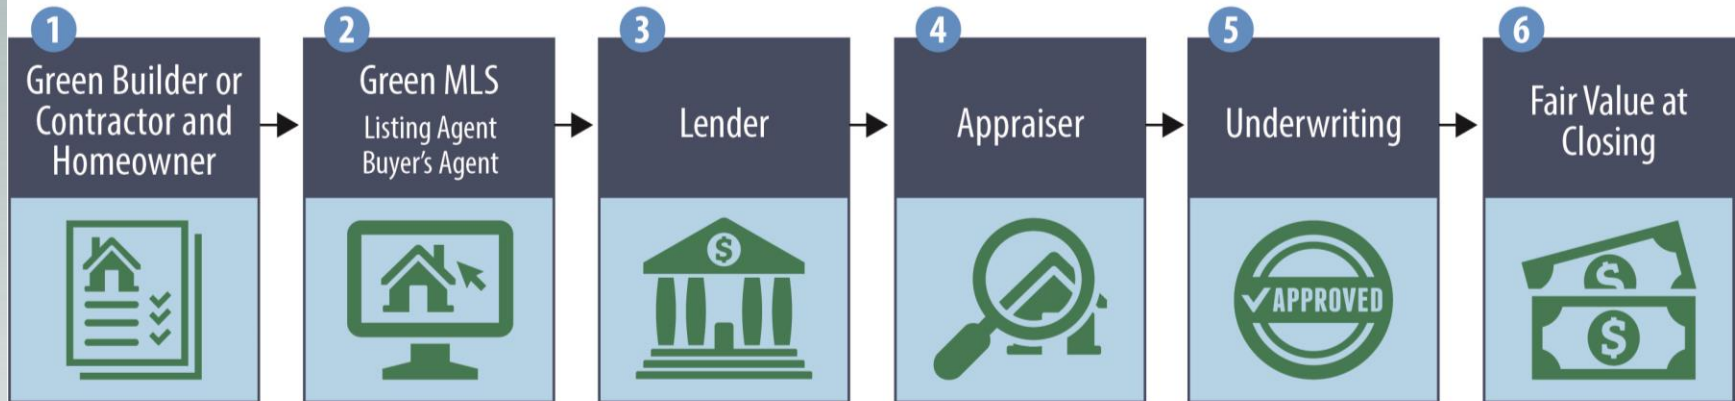 1
Green Builder or
Contractor and
Homeowner
2
Green MLS
Listing Agent
Buyer's Agent
3
Lender
$
4
Appraiser
5
Underwriting
APPROVED
6
Fair Value at
Closing
$
$